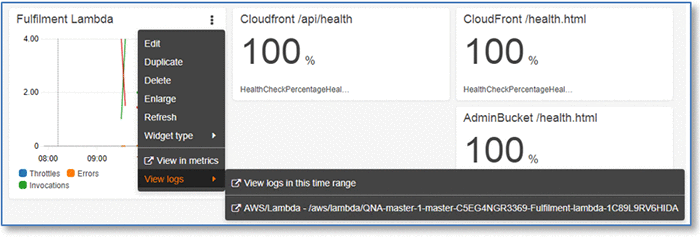 Fulfilment Lambda
4.00
2.00
0
08:00
09:00
Throttles
Errors
Invocations
Edit
Duplicate
Delete
Enlarge
Refresh
Widget type
View in metrics
View logs
View logs in this time range
AWS/Lambda - /aws/lambda/QNA-master-1-master-C5EG4NGR3369-Fulfilment-lambda-1C89L9RV6HIDA
Cloudfront /api/health
100 %
HealthCheckPercentageHeal...
CloudFront /health.html
100 %
HealthCheckPercentageHeal...
AdminBucket /health.html
100 %